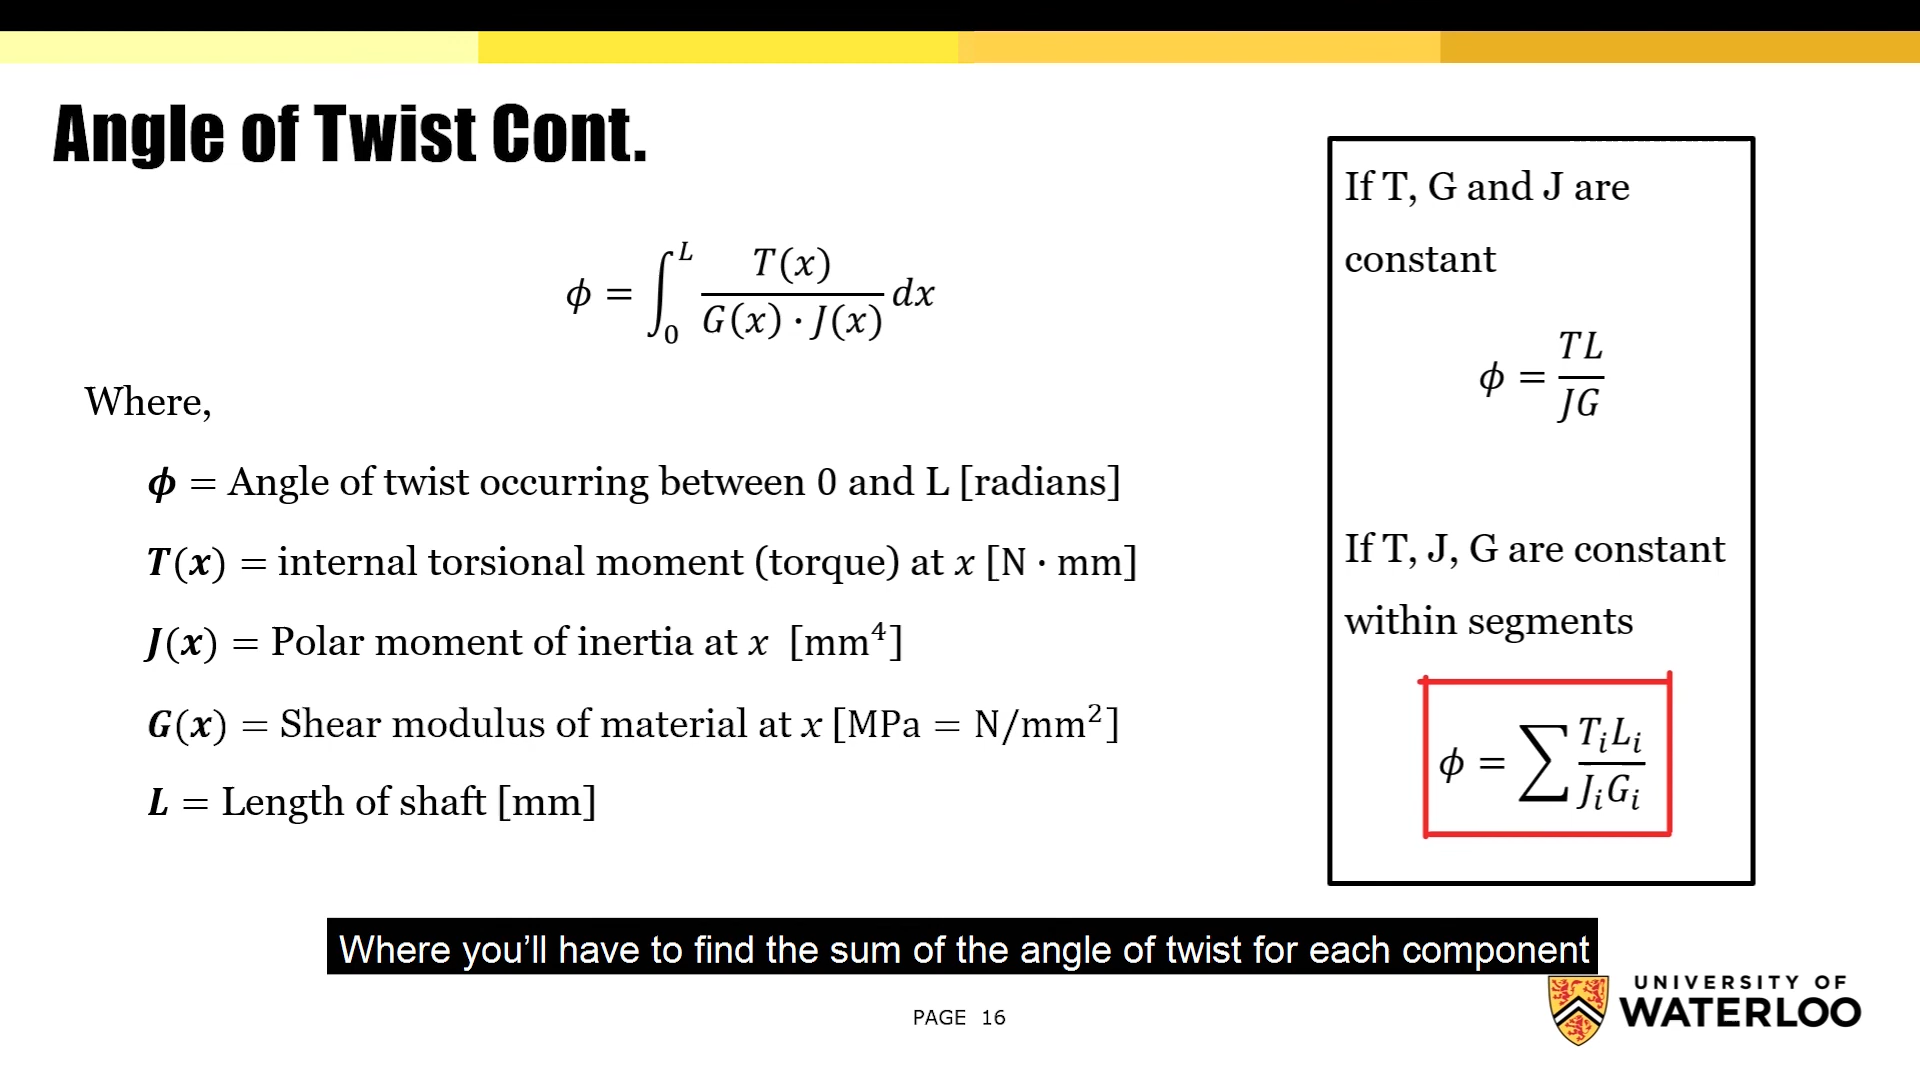 Angle of Twist Cont.
𝜙 = ∫₀ᴸ T(x) / (G(x) · J(x)) dx
Where,
𝝓 = Angle of twist occurring between 0 and L [radians]
T(x) = internal torsional moment (torque) at x [N · mm]
J(x) = Polar moment of inertia at x [mm⁴]
G(x) = Shear modulus of material at x [MPa = N/mm²]
L = Length of shaft [mm]
If T, G and J are
constant
𝜙 = TL / JG
If T, J, G are constant
within segments
𝜙 = ∑ TᵢLᵢ / JᵢGᵢ
Where you’ll have to find the sum of the angle of twist for each component
PAGE 16
UNIVERSITY OF
WATERLOO